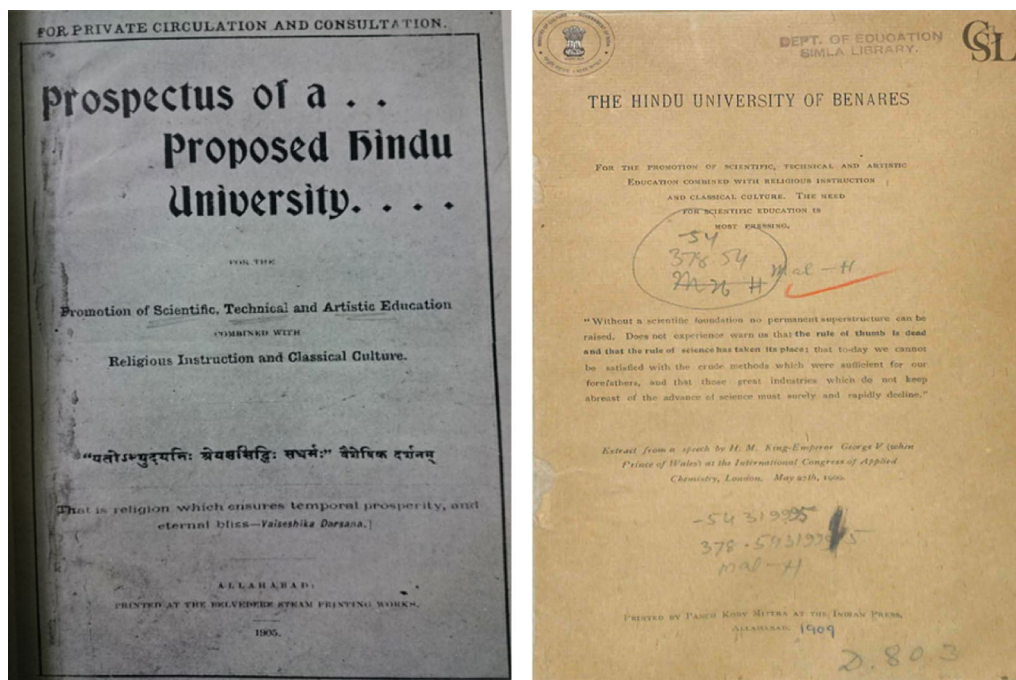 FOR PRIVATE CIRCULATION AND CONSULTATION.
Prospectus of a . .
Proposed Hindu
University. . . .
FOR THE
Promotion of Scientific, Technical and Artistic Education
COMBINED WITH
Religious Instruction and Classical Culture.
"यतोऽभ्युदयनिः श्रेयससिद्धिः सधर्मः" वैशेषिक दर्शनम्
That is religion which ensures temporal prosperity, and
eternal bliss—Vaiseshika Darsana.
ALLAHABAD:
PRINTED AT THE BELVEDERE STEAM PRINTING WORKS.
1905.
DEPT. OF EDUCATION
SIMLA LIBRARY.
CSL
THE HINDU UNIVERSITY OF BENARES
FOR THE PROMOTION OF SCIENTIFIC, TECHNICAL AND ARTISTIC
EDUCATION COMBINED WITH RELIGIOUS INSTRUCTION
AND CLASSICAL CULTURE. THE NEED
FOR SCIENTIFIC EDUCATION IS
MOST PRESSING.
-54
378.54
Mal-H
"Without a scientific foundation no permanent superstructure can be
raised. Does not experience warn us that the rule of thumb is dead
and that the rule of science has taken its place; that to-day we cannot
be satisfied with the crude methods which were sufficient for our
forefathers, and that those great industries which do not keep
abreast of the advance of science must surely and rapidly decline."
Extract from a speech by H. M. King-Emperor George V (when
Prince of Wales) at the International Congress of Applied
Chemistry, London. May 27th, 1909.
mal-H
PRINTED BY PANCH KORY MITTRA AT THE INDIAN PRESS,
ALLAHABAD. 1909
D.80.3